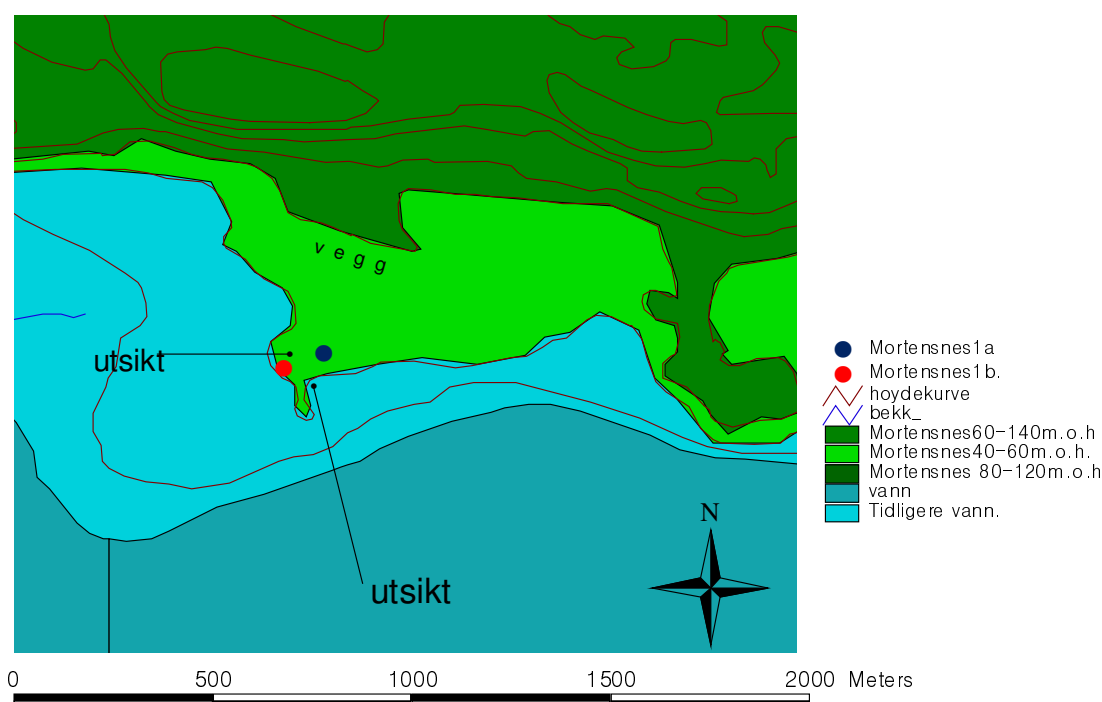 vegg
utsikt
utsikt
N
Mortensnes1a
Mortensnes1b.
hoydekurve
bekk_
Mortensnes60-140m.o.h
Mortensnes40-60m.o.h.
Mortensnes 80-120m.o.h
vann
Tidligere vann.
0 500 1000 1500 2000 Meters